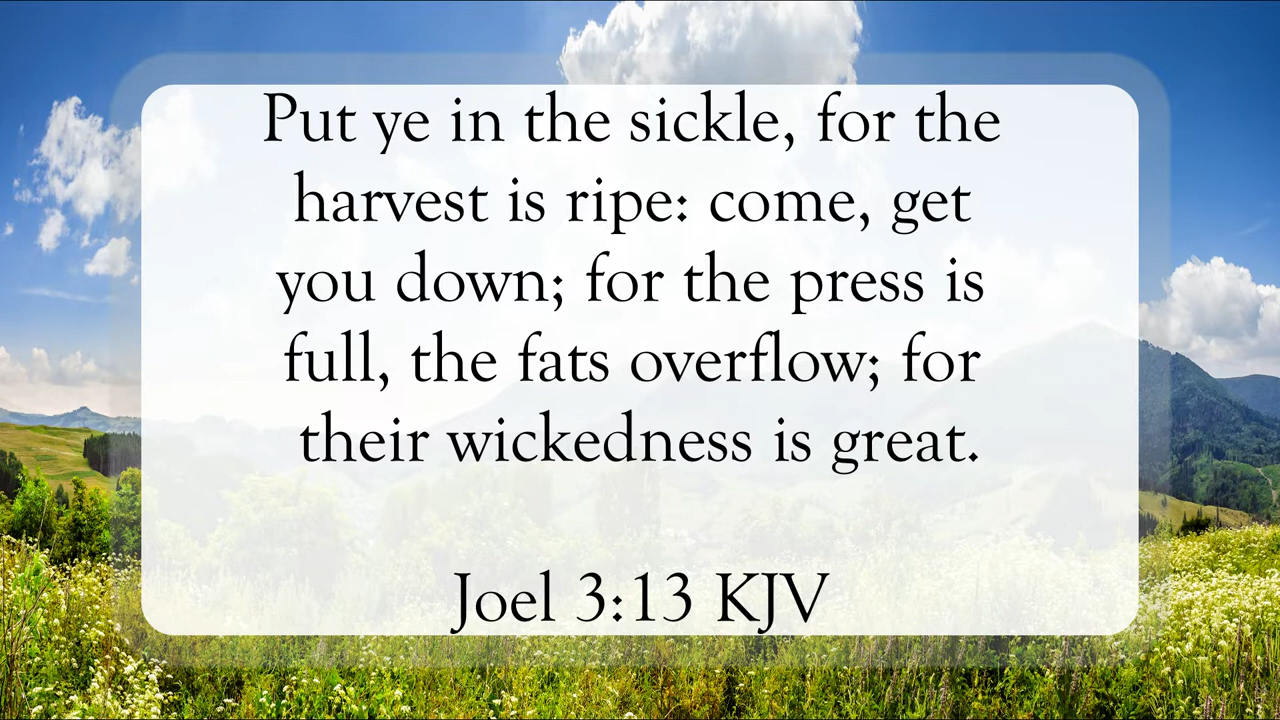 Put ye in the sickle, for the
harvest is ripe: come, get
you down; for the press is
full, the fats overflow; for
their wickedness is great.
Joel 3:13 KJV